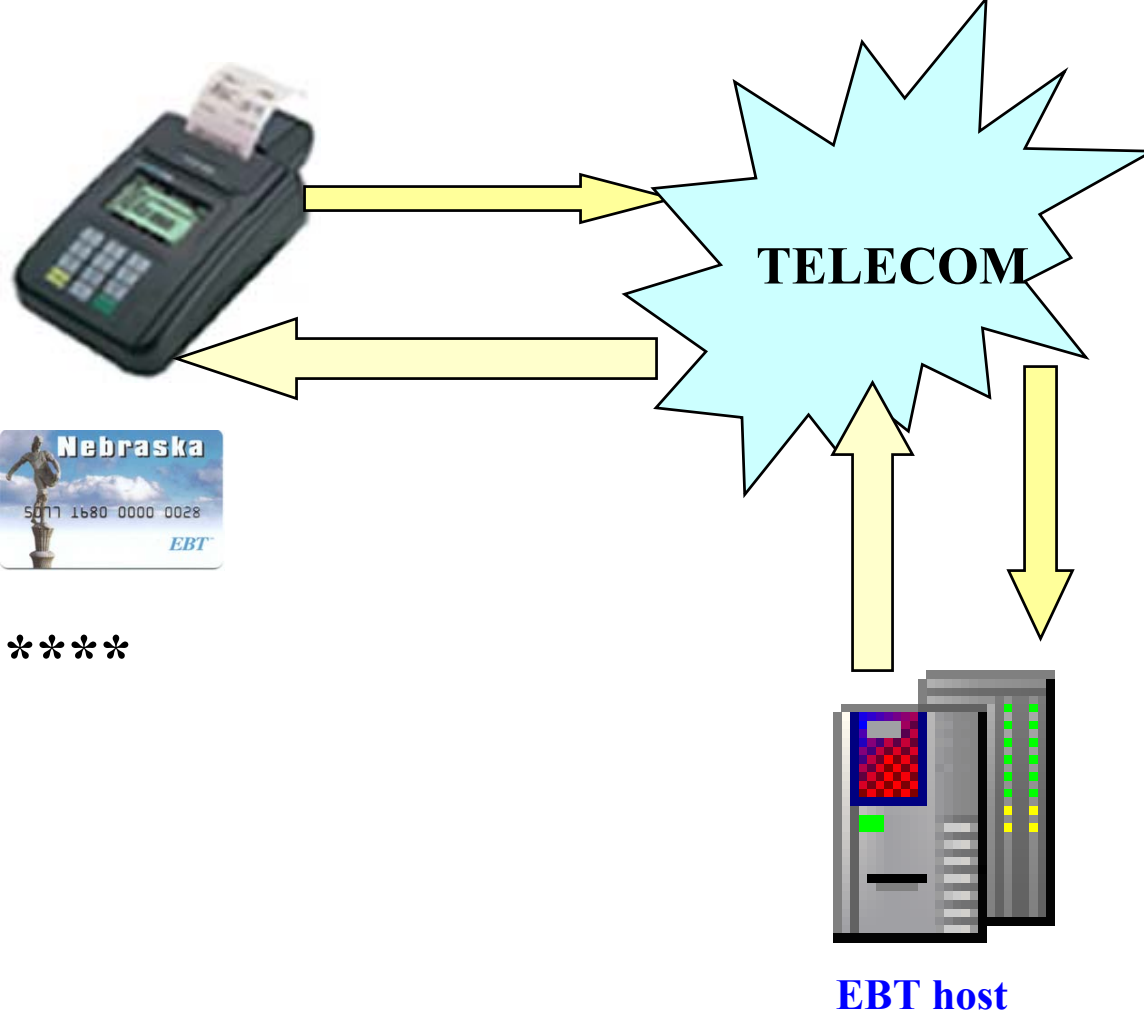 TELECOM
Nebraska
5077 1680 0000 0028
EBT
****
EBT host